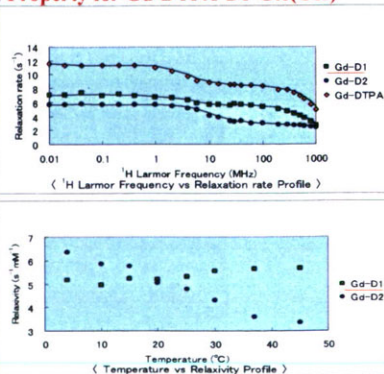 14
12
10
8
6
4
2
0
Relaxation rate (s⁻¹)
0.01 0.1 1 10 100 1000
¹H Larmor Frequency (MHz)
< ¹H Larmor Frequency vs Relaxation rate Profile >
Gd-D1
Gd-D2
Gd-DTPA
7
6
5
4
3
Relaxivity (s⁻¹ mM⁻¹)
0 10 20 30 40 50
Temperature (°C)
< Temperature vs Relaxivity Profile >
Gd-D1
Gd-D2